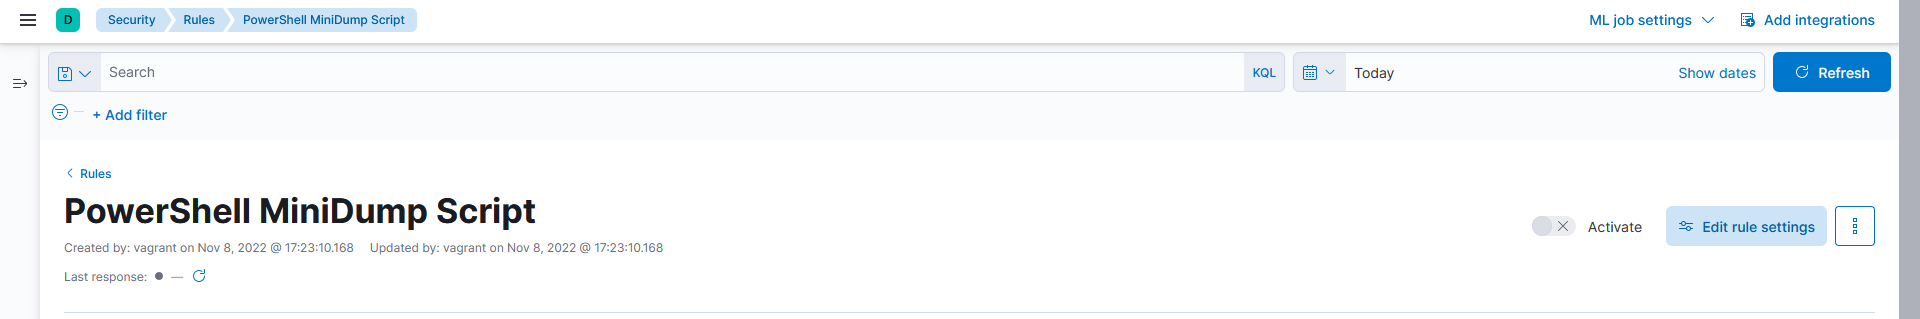 D Security Rules PowerShell MiniDump Script ML job settings Add integrations
Search KQL Today Show dates Refresh
+ Add filter
Rules
PowerShell MiniDump Script
Activate Edit rule settings
Created by: vagrant on Nov 8, 2022 @ 17:23:10.168 Updated by: vagrant on Nov 8, 2022 @ 17:23:10.168
Last response: —